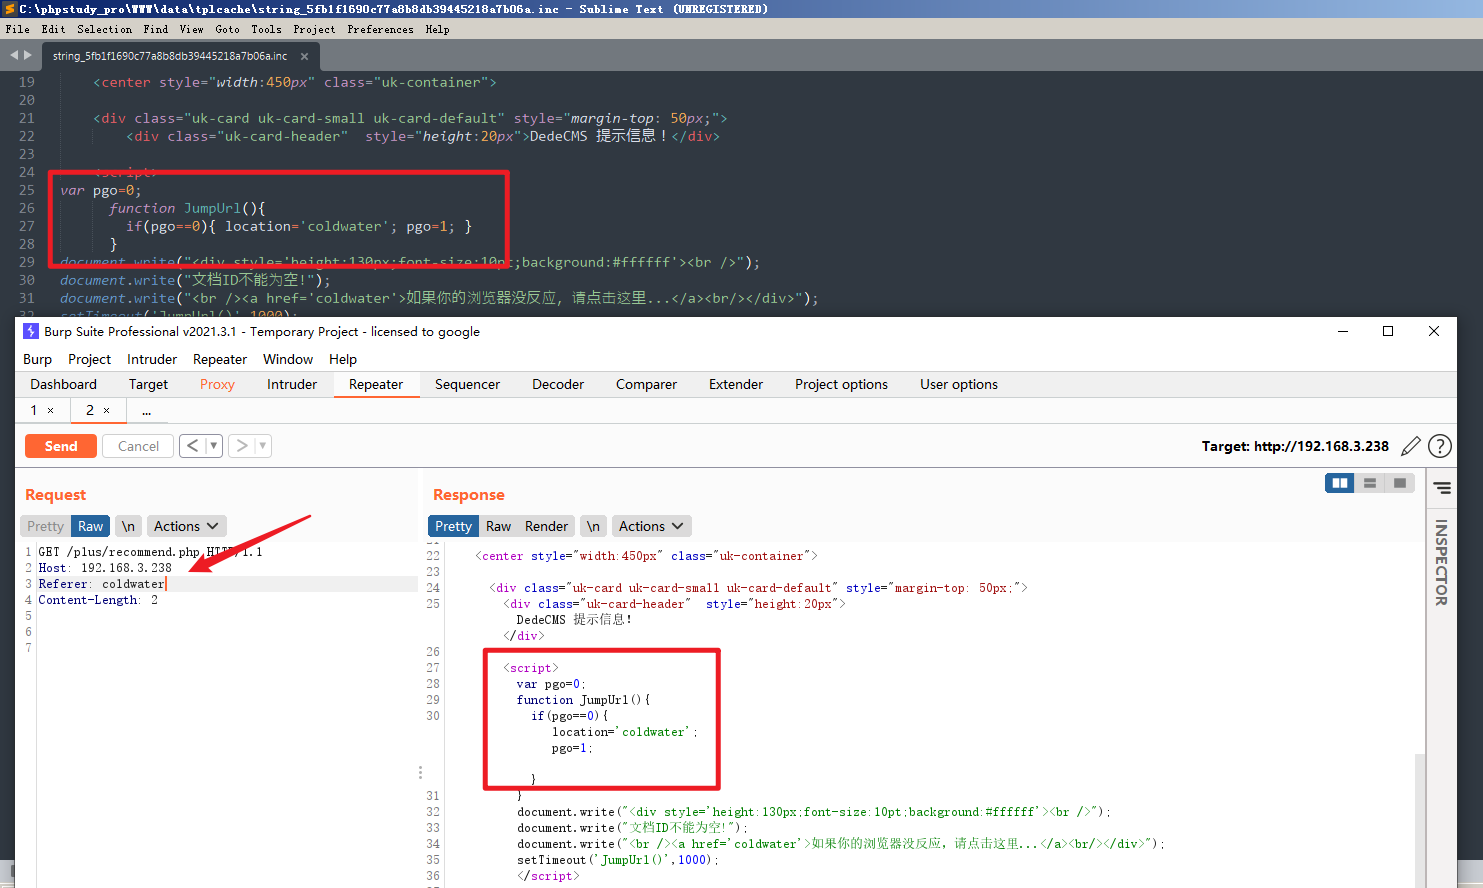 C:\phpstudy_pro\WWW\data\tplcache\string_5fb1f1690c77a8b8db39445218a7b06a.inc - Sublime Text (UNREGISTERED)
File Edit Selection Find View Goto Tools Project Preferences Help
string_5fb1f1690c77a8b8db39445218a7b06a.inc ×
19 <center style="width:450px" class="uk-container">
20
21 <div class="uk-card uk-card-small uk-card-default" style="margin-top: 50px;">
22 <div class="uk-card-header"  style="height:20px">DedeCMS 提示信息！</div>
23
24 <script>
25 var pgo=0;
26 function JumpUrl(){
27 if(pgo==0){ location='coldwater'; pgo=1; }
28 }
29 document.write("<div style='height:130px;font-size:10pt;background:#ffffff'><br />");
30 document.write("文档ID不能为空!");
31 document.write("<br /><a href='coldwater'>如果你的浏览器没反应，请点击这里...</a><br/></div>");
32 setTimeout('JumpUrl()',1000);
Burp Suite Professional v2021.3.1 - Temporary Project - licensed to google
Burp Project Intruder Repeater Window Help
Dashboard Target Proxy Intruder Repeater Sequencer Decoder Comparer Extender Project options User options
1 × 2 × ...
Send Cancel < > Target: http://192.168.3.238 ?
Request
Pretty Raw \n Actions
1 GET /plus/recommend.php HTTP/1.1
2 Host: 192.168.3.238
3 Referer: coldwater
4 Content-Length: 2
5
6
7
Response
Pretty Raw Render \n Actions
21
22 <center style="width:450px" class="uk-container">
23
24 <div class="uk-card uk-card-small uk-card-default" style="margin-top: 50px;">
25 <div class="uk-card-header"  style="height:20px">
DedeCMS 提示信息！
</div>
26
27 <script>
28 var pgo=0;
29 function JumpUrl(){
30 if(pgo==0){
location='coldwater';
pgo=1;
}
31 }
32 document.write("<div style='height:130px;font-size:10pt;background:#ffffff'><br />");
33 document.write("文档ID不能为空!");
34 document.write("<br /><a href='coldwater'>如果你的浏览器没反应，请点击这里...</a><br/></div>");
35 setTimeout('JumpUrl()',1000);
36 </script>
INSPECTOR